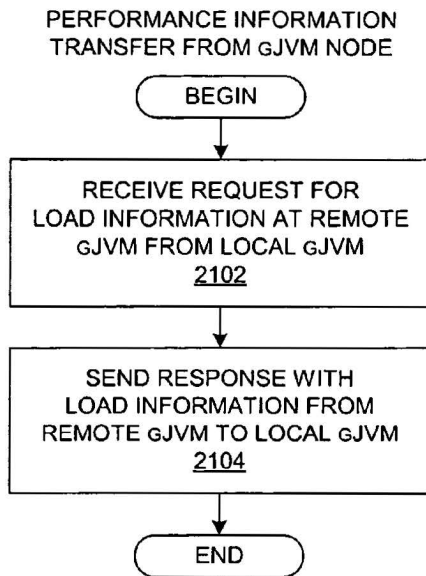 PERFORMANCE INFORMATION
TRANSFER FROM GJVM NODE
BEGIN
RECEIVE REQUEST FOR
LOAD INFORMATION AT REMOTE
GJVM FROM LOCAL GJVM
2102
SEND RESPONSE WITH
LOAD INFORMATION FROM
REMOTE GJVM TO LOCAL GJVM
2104
END